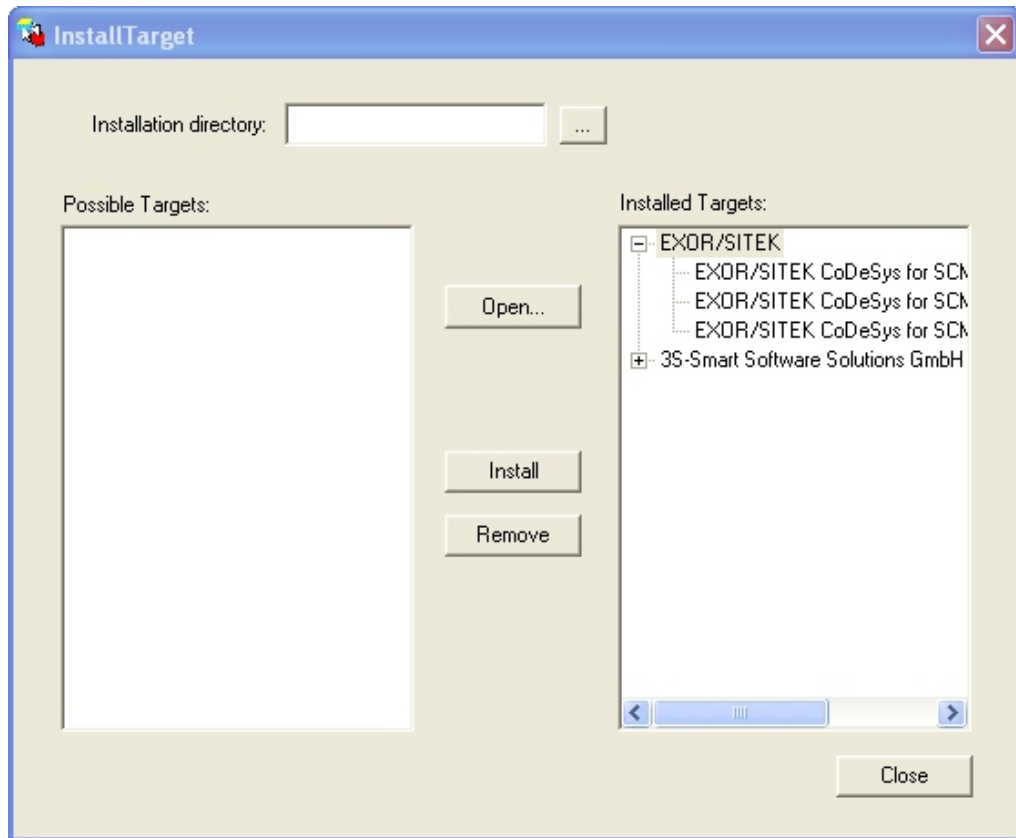 InstallTarget
Installation directory:
...
Possible Targets:
Installed Targets:
EXOR/SITEK
EXOR/SITEK CoDeSys for SCM
EXOR/SITEK CoDeSys for SCM
EXOR/SITEK CoDeSys for SCM
3S-Smart Software Solutions GmbH
Open...
Install
Remove
Close